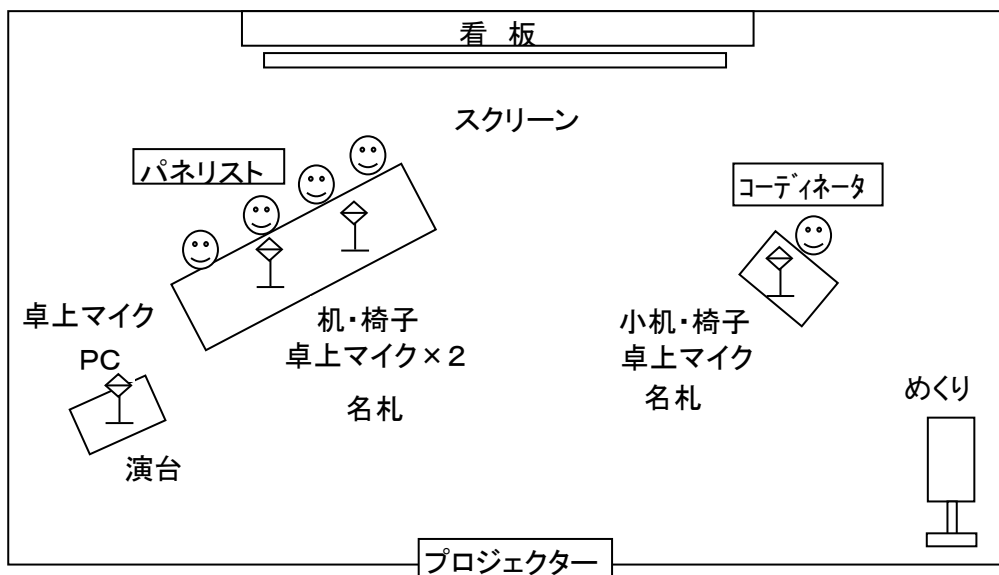 看 板
スクリーン
パネリスト
コーディネータ
卓上マイク
机・椅子
小机・椅子
PC
卓上マイク×2
卓上マイク
名札
名札
めくり
演台
プロジェクター